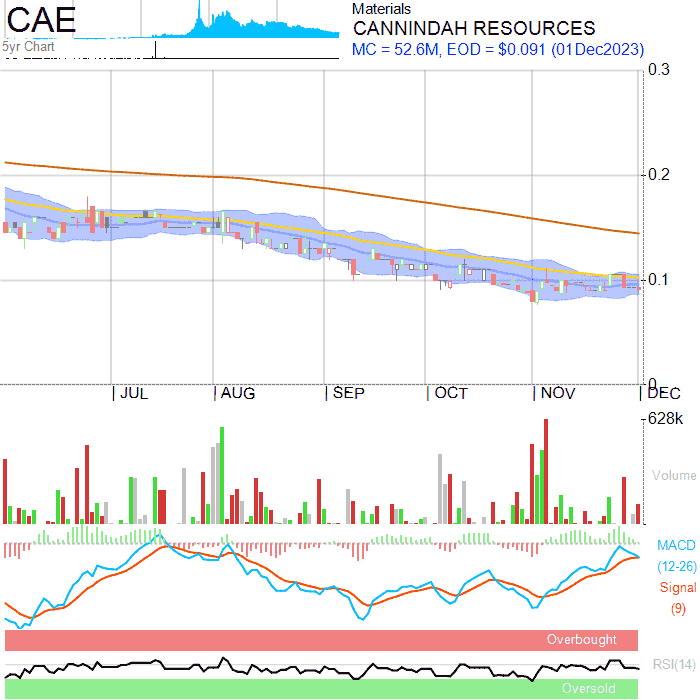 CAE
5yr Chart
Materials
CANNINDAH RESOURCES
MC = 52.6M, EOD = $0.091 (01Dec2023)
0.3
0.2
0.1
0
JUL AUG SEP OCT NOV DEC
628k
Volume
MACD
(12-26)
Signal
(9)
Overbought
RSI(14)
Oversold